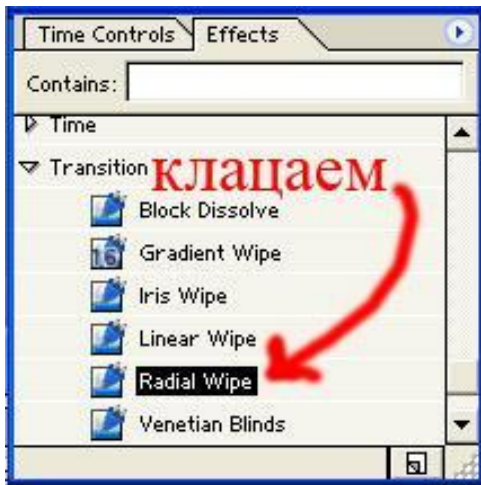 Time Controls Effects
Contains:
Time
Transition клацаем
Block Dissolve
16 Gradient Wipe
Iris Wipe
Linear Wipe
Radial Wipe
Venetian Blinds